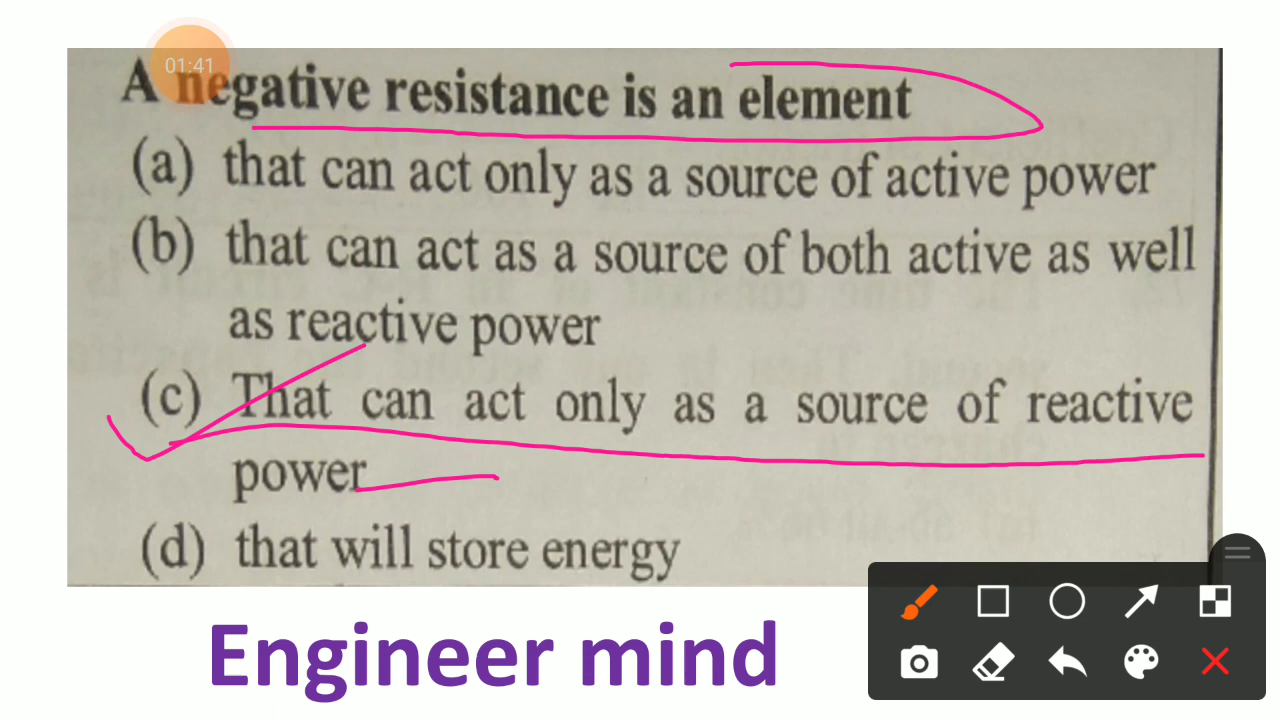 01:41
A negative resistance is an element
(a) that can act only as a source of active power
(b) that can act as a source of both active as well
as reactive power
(c) That can act only as a source of reactive
power
(d) that will store energy
Engineer mind